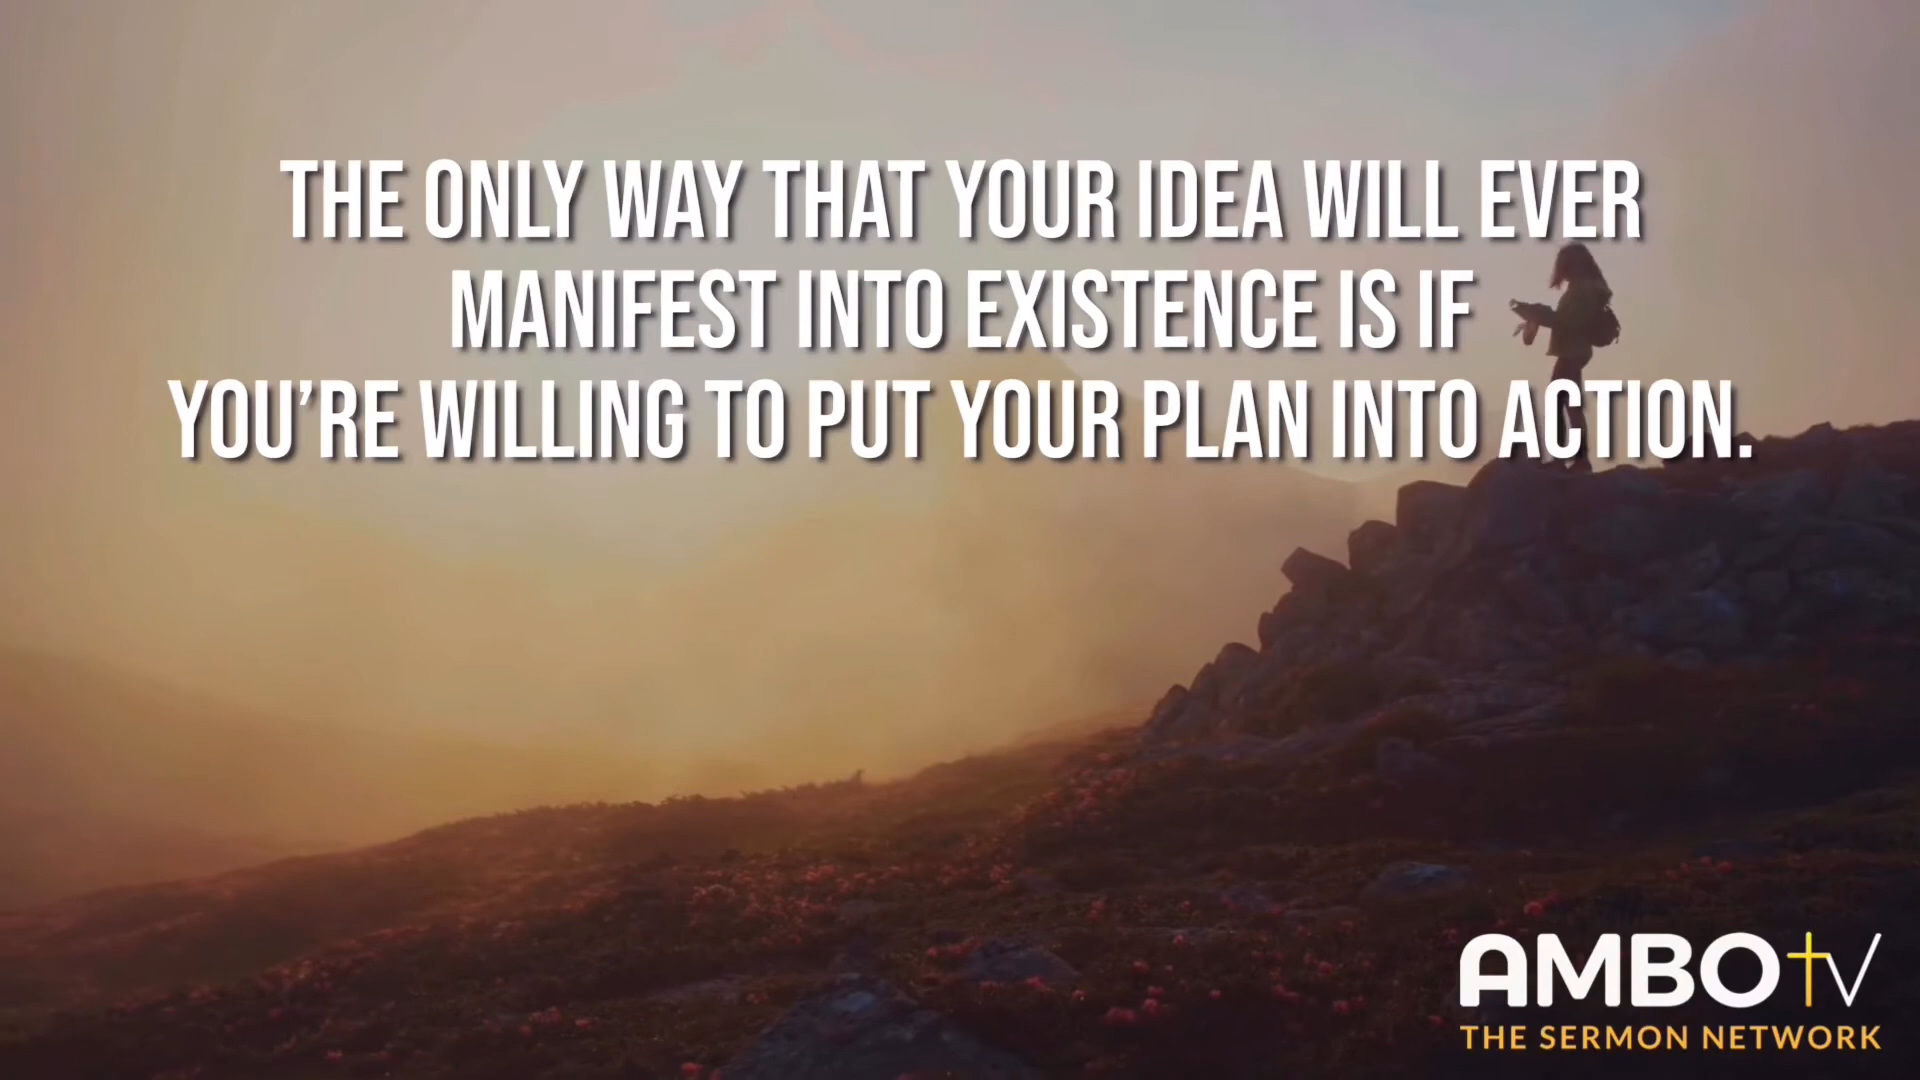 THE ONLY WAY THAT YOUR IDEA WILL EVER
MANIFEST INTO EXISTENCE IS IF
YOU’RE WILLING TO PUT YOUR PLAN INTO ACTION.
AMBOtv
THE SERMON NETWORK